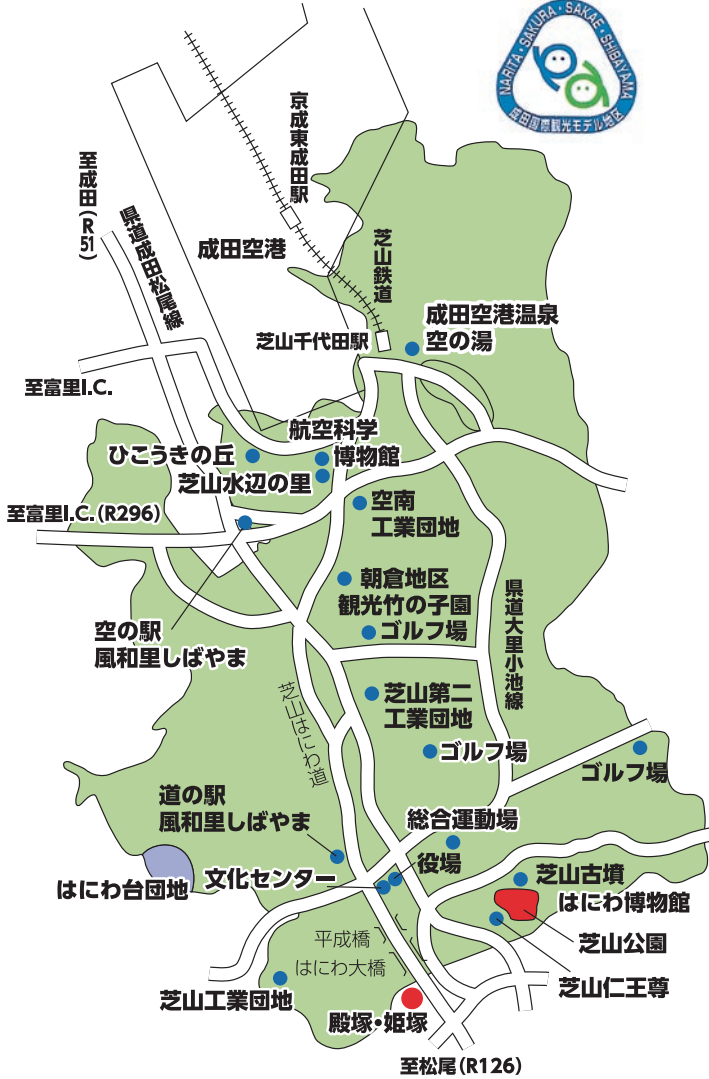 NARITA・SAKURA・SAKAE・SHIBAYAMA
成田国際観光モデル地区
京成東成田駅
至成田(R51)
県道成田松尾線
成田空港
芝山鉄道
成田空港温泉
空の湯
芝山千代田駅
至富里I.C.
航空科学
博物館
ひこうきの丘
芝山水辺の里
至富里I.C.(R296)
空南
工業団地
朝倉地区
観光竹の子園
ゴルフ場
県道大里小池線
空の駅
風和里しばやま
芝山はにわ道
芝山第二
工業団地
ゴルフ場
ゴルフ場
道の駅
風和里しばやま
総合運動場
役場
文化センター
はにわ台団地
芝山古墳
はにわ博物館
芝山公園
平成橋
はにわ大橋
芝山仁王尊
芝山工業団地
殿塚・姫塚
至松尾(R126)